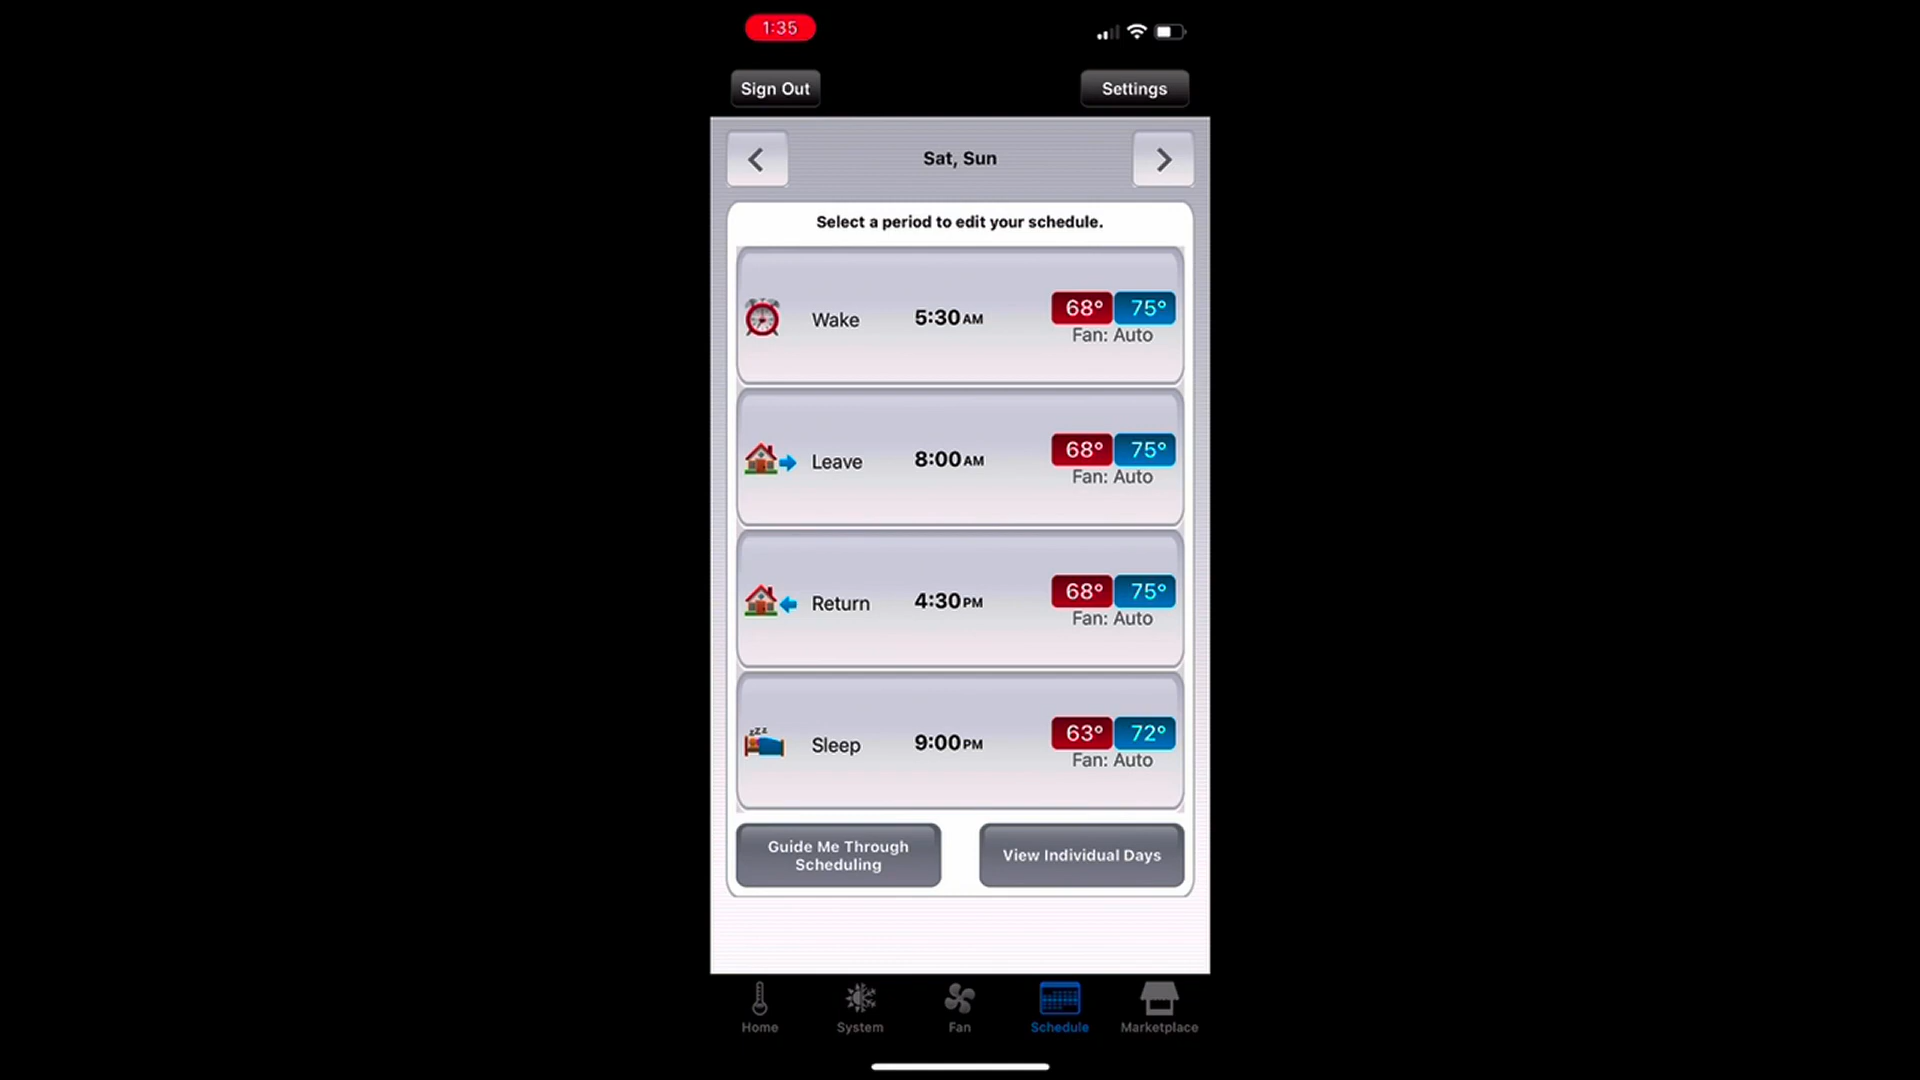 1:35
Sign Out
Settings
Sat, Sun
Select a period to edit your schedule.
Wake 5:30 AM 68° 75°
Fan: Auto
Leave 8:00 AM 68° 75°
Fan: Auto
Return 4:30 PM 68° 75°
Fan: Auto
zzz
Sleep 9:00 PM 63° 72°
Fan: Auto
Guide Me Through
Scheduling
View Individual Days
Home
System
Fan
Schedule
Marketplace